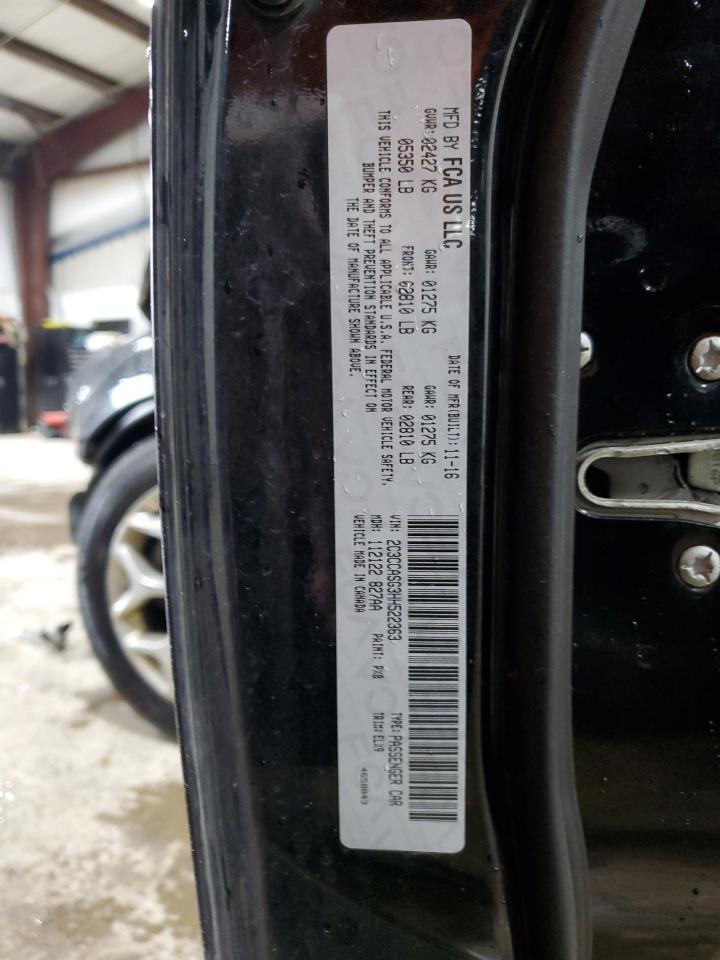 MFD BY FCA US LLC
DATE OF MFR(BUILT): 11-16
GVWR: 02427 KG
GAWR: 01275 KG
GAWR: 01275 KG
05350 LB
FRONT: 02810 LB
REAR: 02810 LB
THIS VEHICLE CONFORMS TO ALL APPLICABLE U.S.A. FEDERAL MOTOR VEHICLE SAFETY,
BUMPER AND THEFT PREVENTION STANDARDS IN EFFECT ON
THE DATE OF MANUFACTURE SHOWN ABOVE.
VIN: 2C3CCASG3HH522363
TYPE: PASSENGER CAR
MDH: 112122 827AA
PAINT: PX8
TRIM: ELX9
VEHICLE MADE IN CANADA
4658043